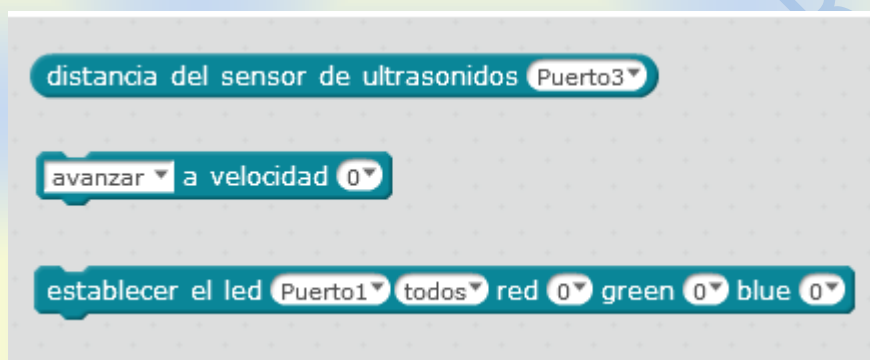 distancia del sensor de ultrasonidos Puerto3
avanzar a velocidad 0
establecer el led Puerto1 todos red 0 green 0 blue 0